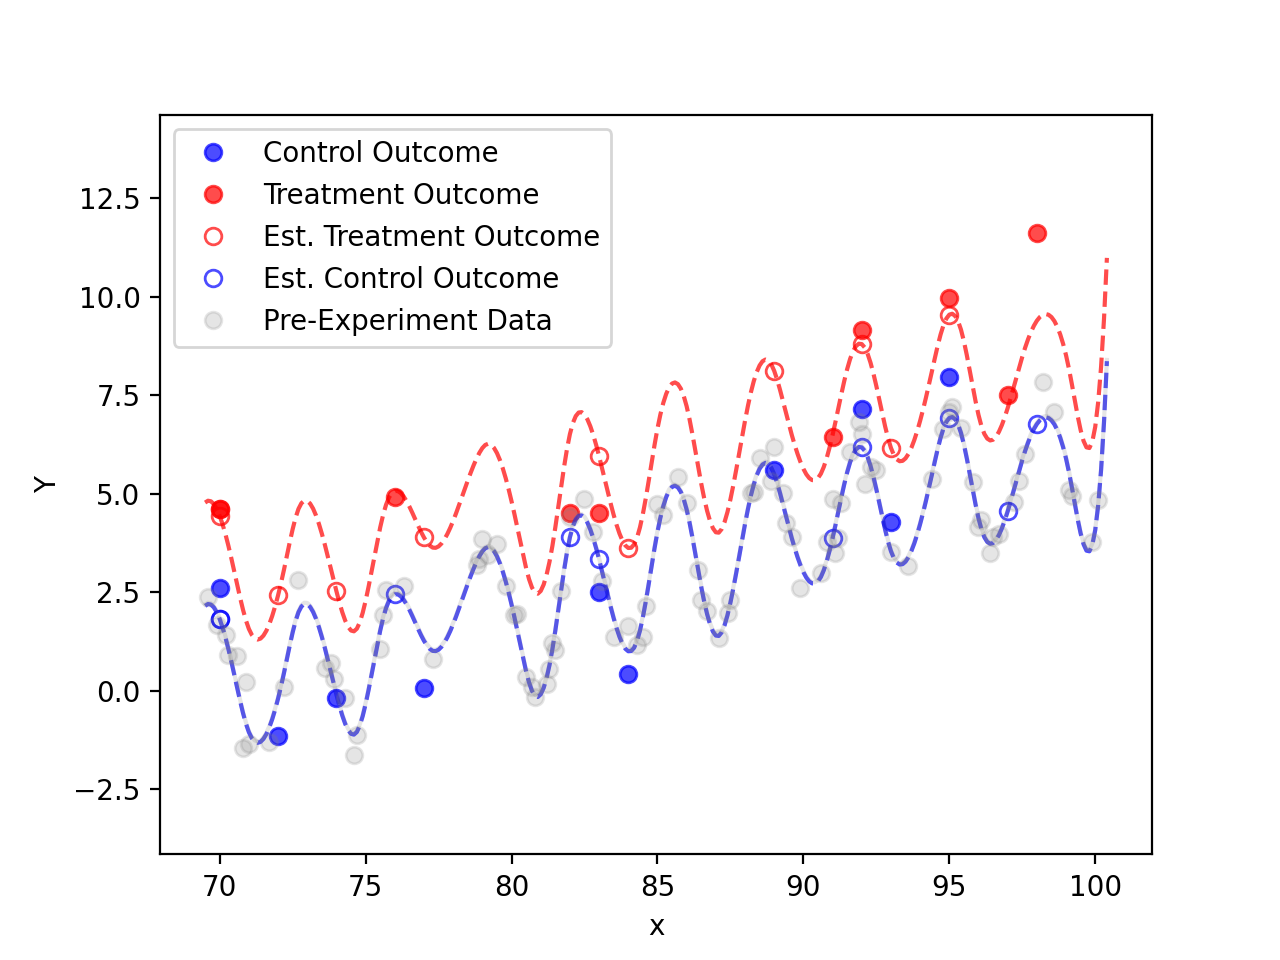 Control Outcome
Treatment Outcome
Est. Treatment Outcome
Est. Control Outcome
Pre-Experiment Data
12.5
10.0
7.5
5.0
2.5
0.0
−2.5
Y
70 75 80 85 90 95 100
x